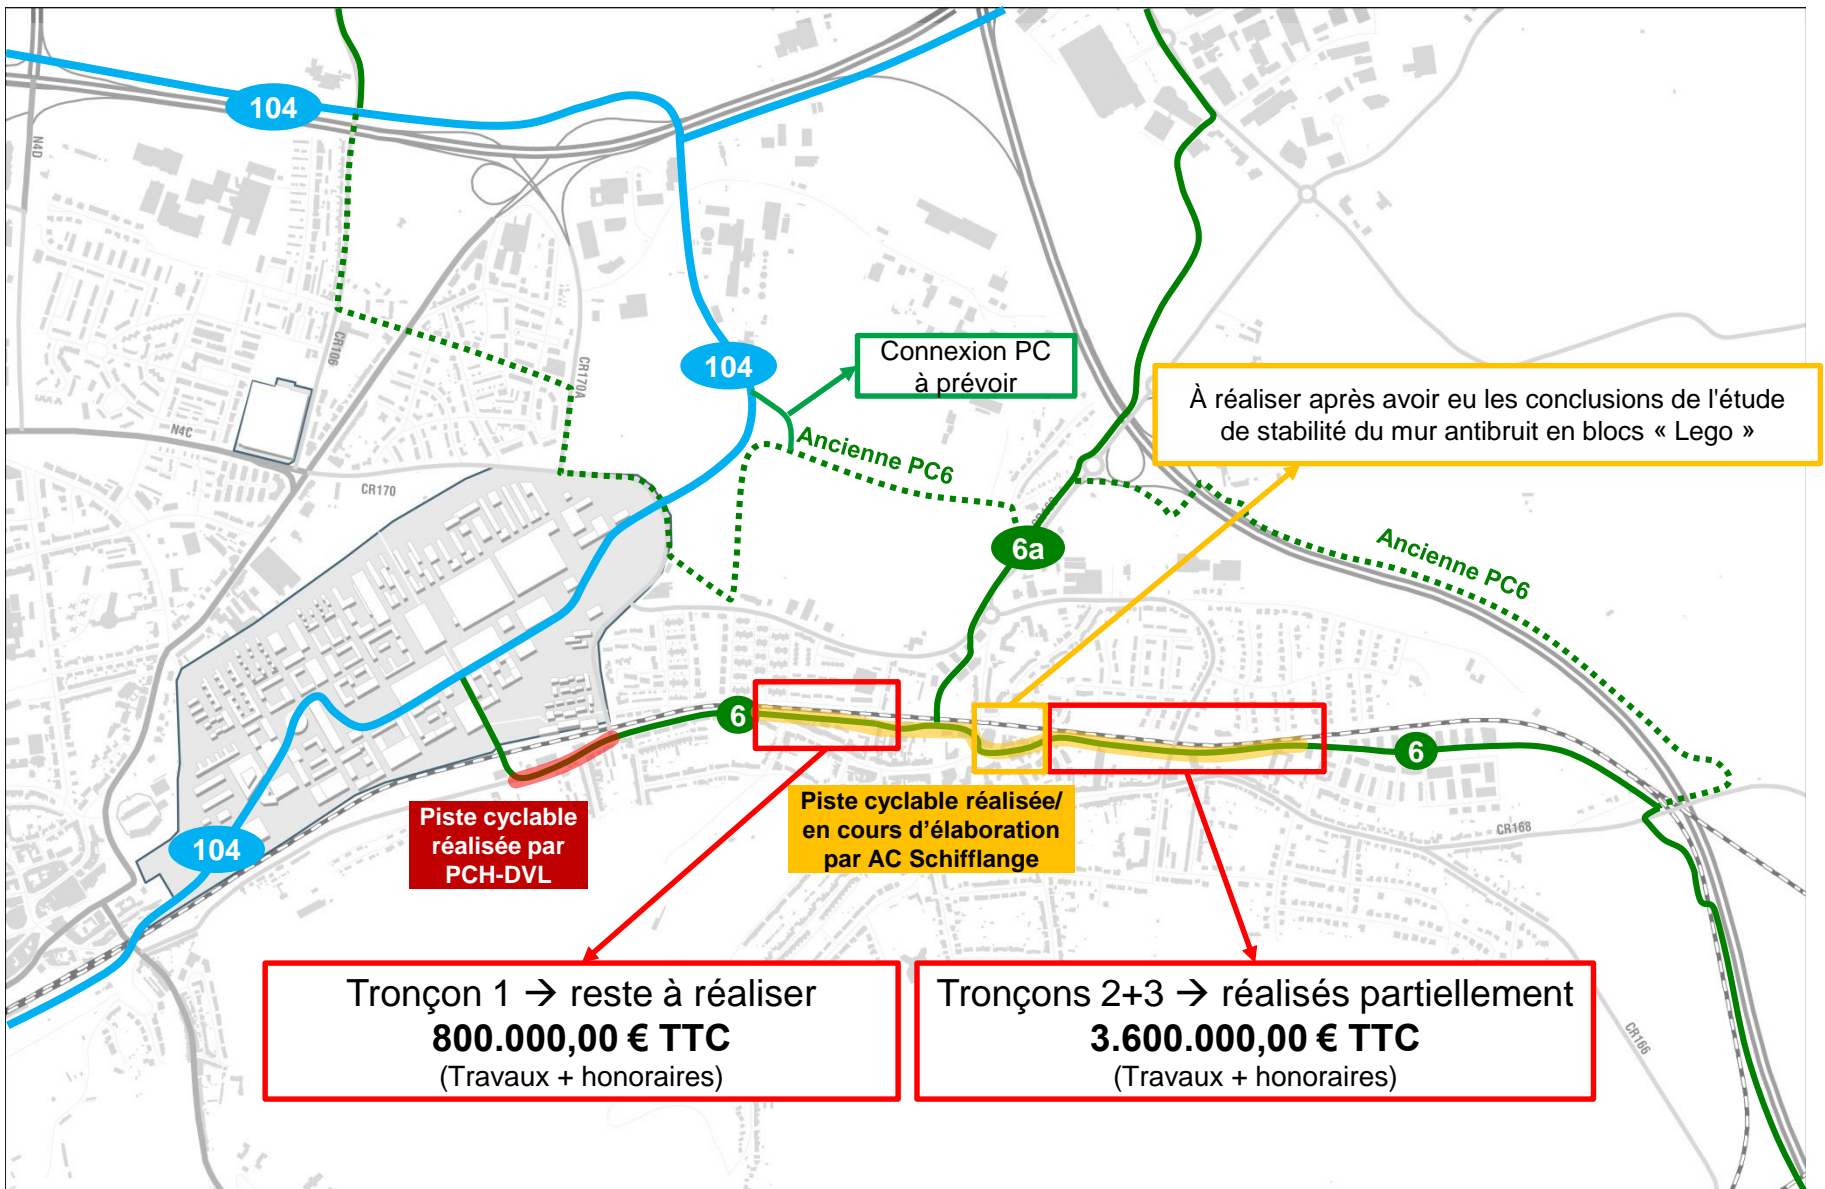 104
N4D
CR106
CR170A
104
Connexion PC
à prévoir
À réaliser après avoir eu les conclusions de l'étude
de stabilité du mur antibruit en blocs « Lego »
N4C
CR170
Ancienne PC6
6a
Ancienne PC6
6
6
Piste cyclable
réalisée par
PCH-DVL
Piste cyclable réalisée/
en cours d'élaboration
par AC Schifflange
104
CR168
CR166
Tronçon 1 → reste à réaliser
800.000,00 € TTC
(Travaux + honoraires)
Tronçons 2+3 → réalisés partiellement
3.600.000,00 € TTC
(Travaux + honoraires)